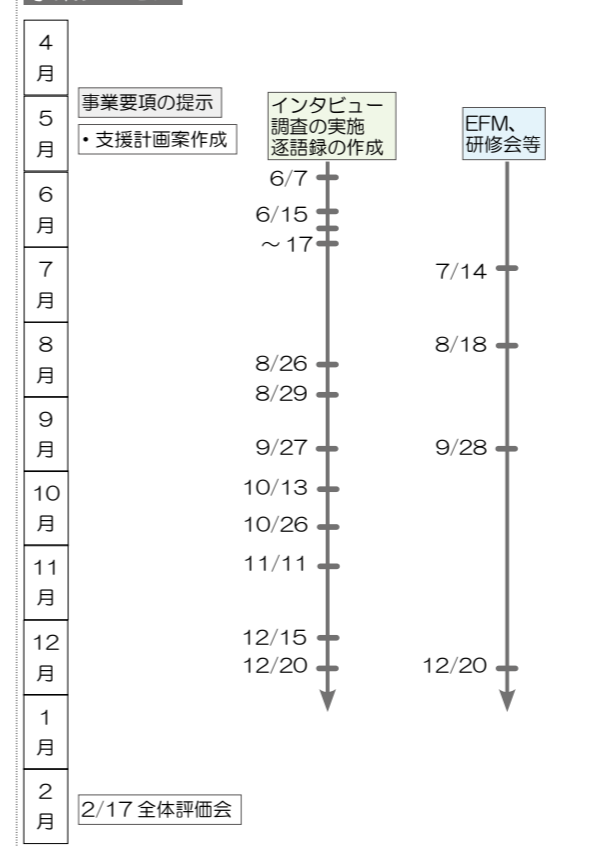 4
月
5
月
6
月
7
月
8
月
9
月
10
月
11
月
12
月
1
月
2
月
事業要項の提示
・支援計画案作成
インタビュー
調査の実施
逐語録の作成
6/7
6/15
～17
8/26
8/29
9/27
10/13
10/26
11/11
12/15
12/20
EFM、
研修会等
7/14
8/18
9/28
12/20
2/17 全体評価会